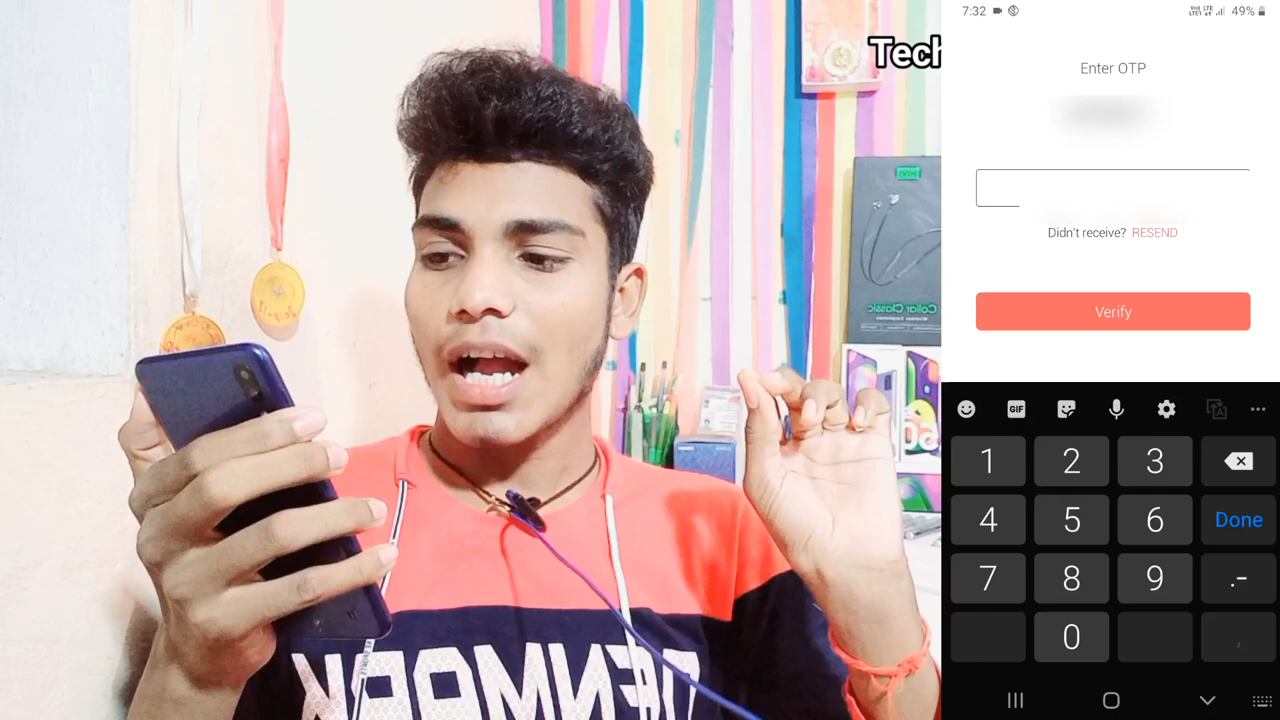 Tech
7:32
49%
Enter OTP
Didn't receive? RESEND
Verify
GIF
1 2 3
4 5 6 Done
7 8 9 .-
0 ,
Collar Classic
DENMARK